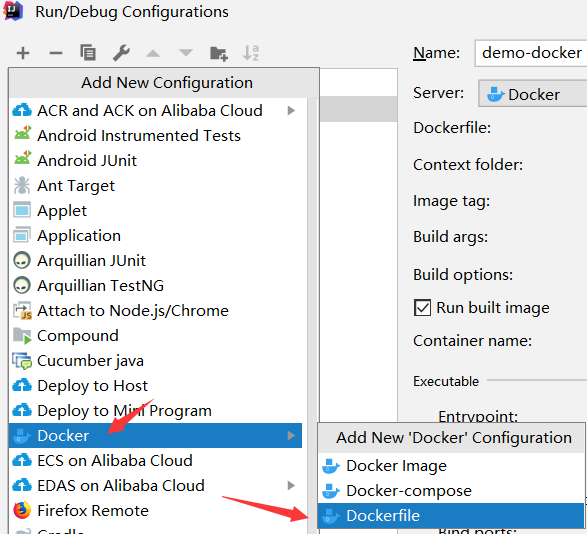 Run/Debug Configurations
Add New Configuration
ACR and ACK on Alibaba Cloud
Android Instrumented Tests
Android JUnit
Ant Target
Applet
Application
Arquillian JUnit
Arquillian TestNG
Attach to Node.js/Chrome
Compound
Cucumber java
Deploy to Host
Deploy to Mini Program
Docker
ECS on Alibaba Cloud
EDAS on Alibaba Cloud
Firefox Remote
Name: demo-docker
Server: Docker
Dockerfile:
Context folder:
Image tag:
Build args:
Build options:
Run built image
Container name:
Executable
Entrypoint:
Add New 'Docker' Configuration
Docker Image
Docker-compose
Dockerfile
Bind ports: